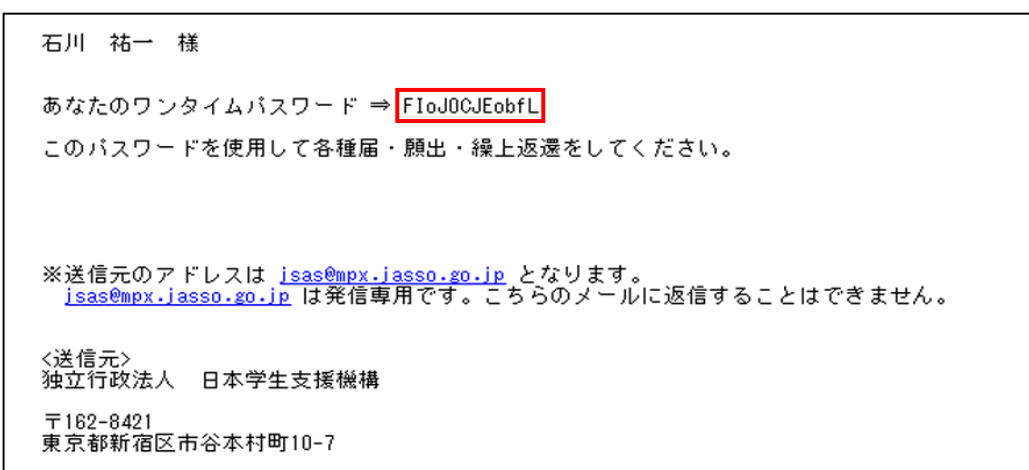 石川　祐一　様
あなたのワンタイムパスワード ⇒ FIoJOCJEobfL
このパスワードを使用して各種届・願出・繰上返還をしてください。
※送信元のアドレスは jsas@mpx.jasso.go.jp となります。
jsas@mpx.jasso.go.jp は発信専用です。こちらのメールに返信することはできません。
<送信元>
独立行政法人　日本学生支援機構
〒162-8421
東京都新宿区市谷本村町10-7